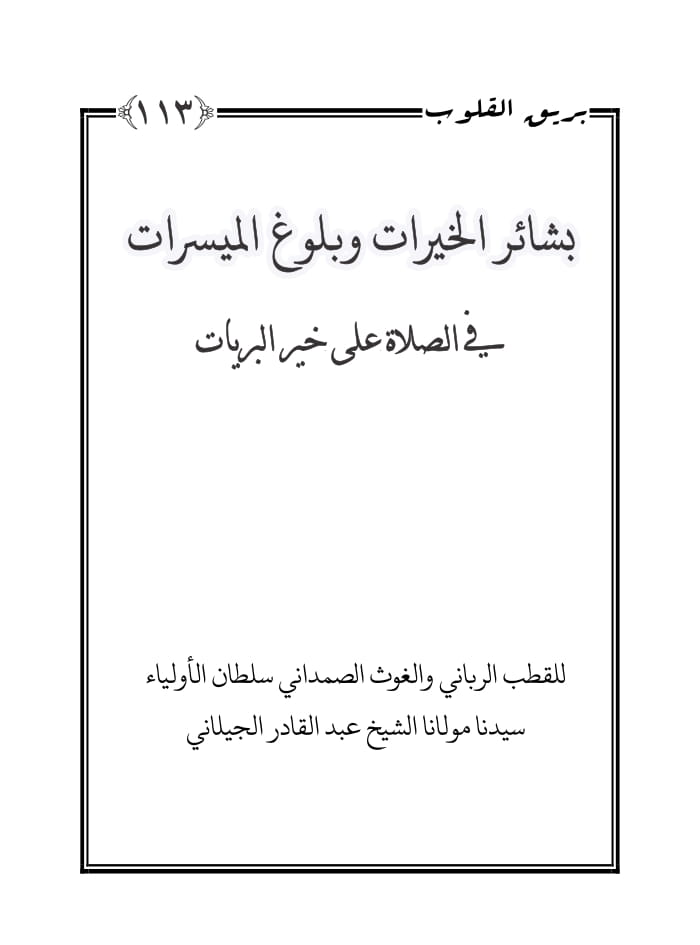 بريق القلوب ﴿١١٣﴾
بشائر الخيرات وبلوغ الميسرات
في الصلاة على خير البريات
للقطب الرباني والغوث الصمداني سلطان الأولياء
سيدنا مولانا الشيخ عبد القادر الجيلاني